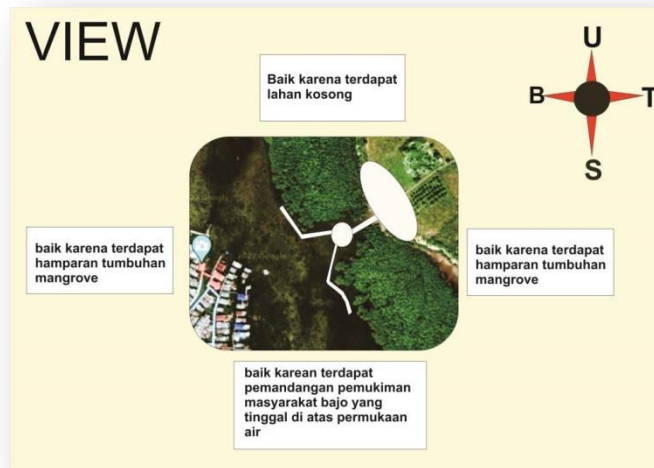 VIEW
U
B
T
S
Baik karena terdapat
lahan kosong
baik karena terdapat
hamparan tumbuhan
mangrove
baik karena terdapat
hamparan tumbuhan
mangrove
baik karean terdapat
pemandangan pemukiman
masyarakat bajo yang
tinggal di atas permukaan
air